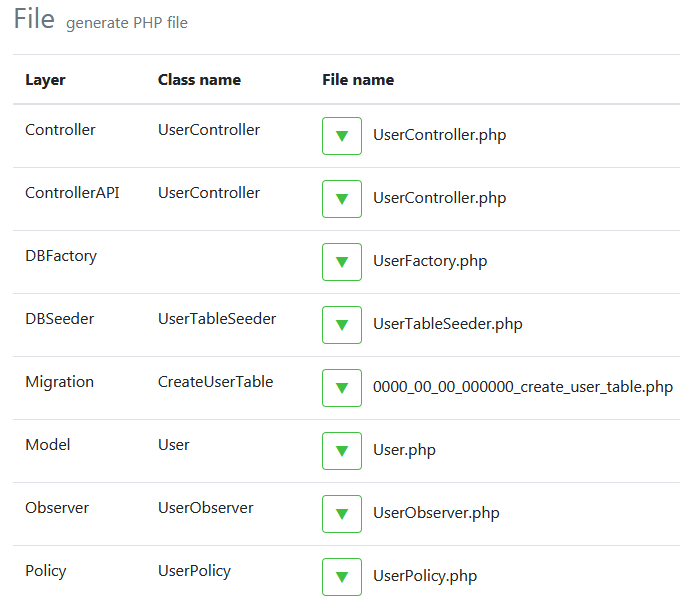 File generate PHP file
Layer Class name File name
Controller UserController ▼ UserController.php
ControllerAPI UserController ▼ UserController.php
DBFactory ▼ UserFactory.php
DBSeeder UserTableSeeder ▼ UserTableSeeder.php
Migration CreateUserTable ▼ 0000_00_00_000000_create_user_table.php
Model User ▼ User.php
Observer UserObserver ▼ UserObserver.php
Policy UserPolicy ▼ UserPolicy.php